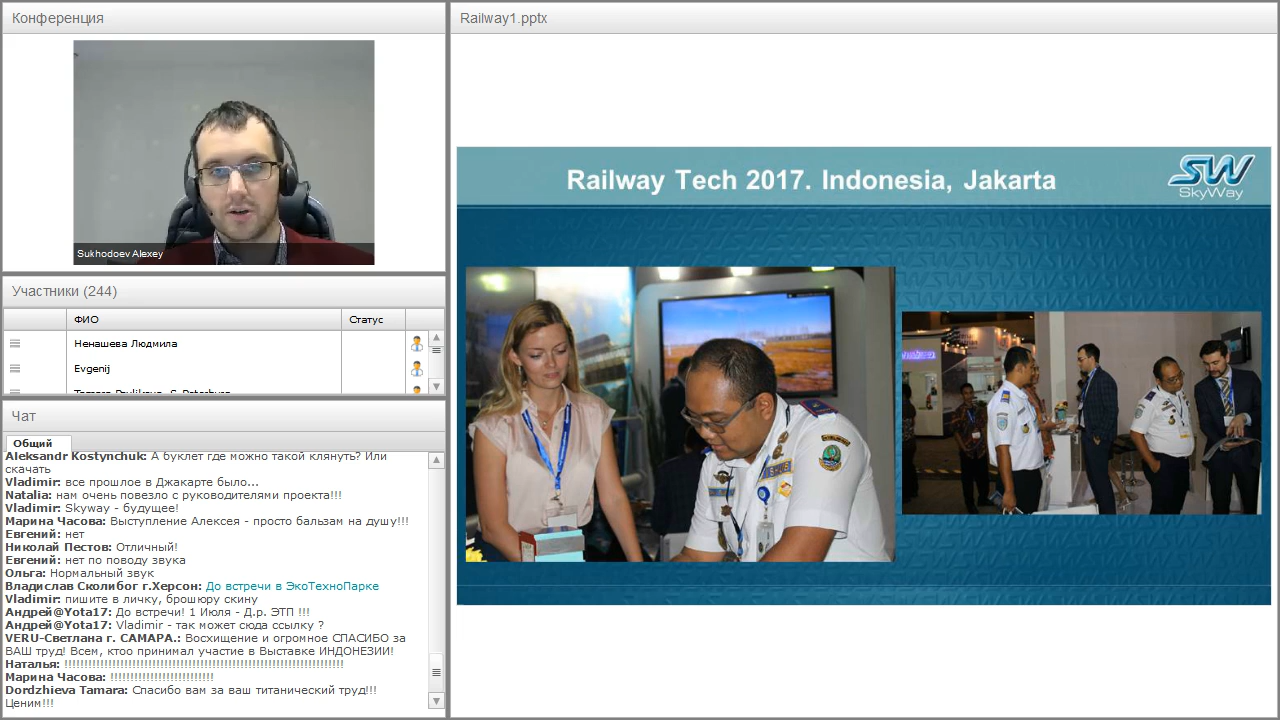 Конференция
Sukhodoev Alexey
Участники (244)
ФИО
Статус
Ненашева Людмила
Evgenij
Чат
Общий
Aleksandr Kostynchuk: А буклет где можно такой клянуть? Или
скачать
Vladimir: все прошлое в Джакарте было...
Natalia: нам очень повезло с руководителями проекта!!!
Vladimir: Skyway - будущее!
Марина Часова: Выступление Алексея - просто бальзам на душу!!!
Евгений: нет
Николай Пестов: Отличный!
Евгений: нет по поводу звука
Ольга: Нормальный звук
Владислав Сколибог г.Херсон: До встречи в ЭкоТехноПарке
Vladimir: пишите в личку, брошюру скину
Андрей@Yota17: До встречи! 1 Июля - Д.р. ЭТП !!!
Андрей@Yota17: Vladimir - так может сюда ссылку ?
VERU-Светлана г. САМАРА.: Восхищение и огромное СПАСИБО за
ВАШ труд! Всем, ктоо принимал участие в Выставке ИНДОНЕЗИИ!
Наталья: !!!!!!!!!!!!!!!!!!!!!!!!!!!!!!!!!!!!!!!!!!!!!!!!!!!!!!!!!!!!!!!!!!!!!!
Марина Часова: !!!!!!!!!!!!!!!!!!!!!!!!!!
Dordzhieva Tamara: Спасибо вам за ваш титанический труд!!!
Ценим!!!
Railway1.pptx
Railway Tech 2017. Indonesia, Jakarta
SW
SkyWay